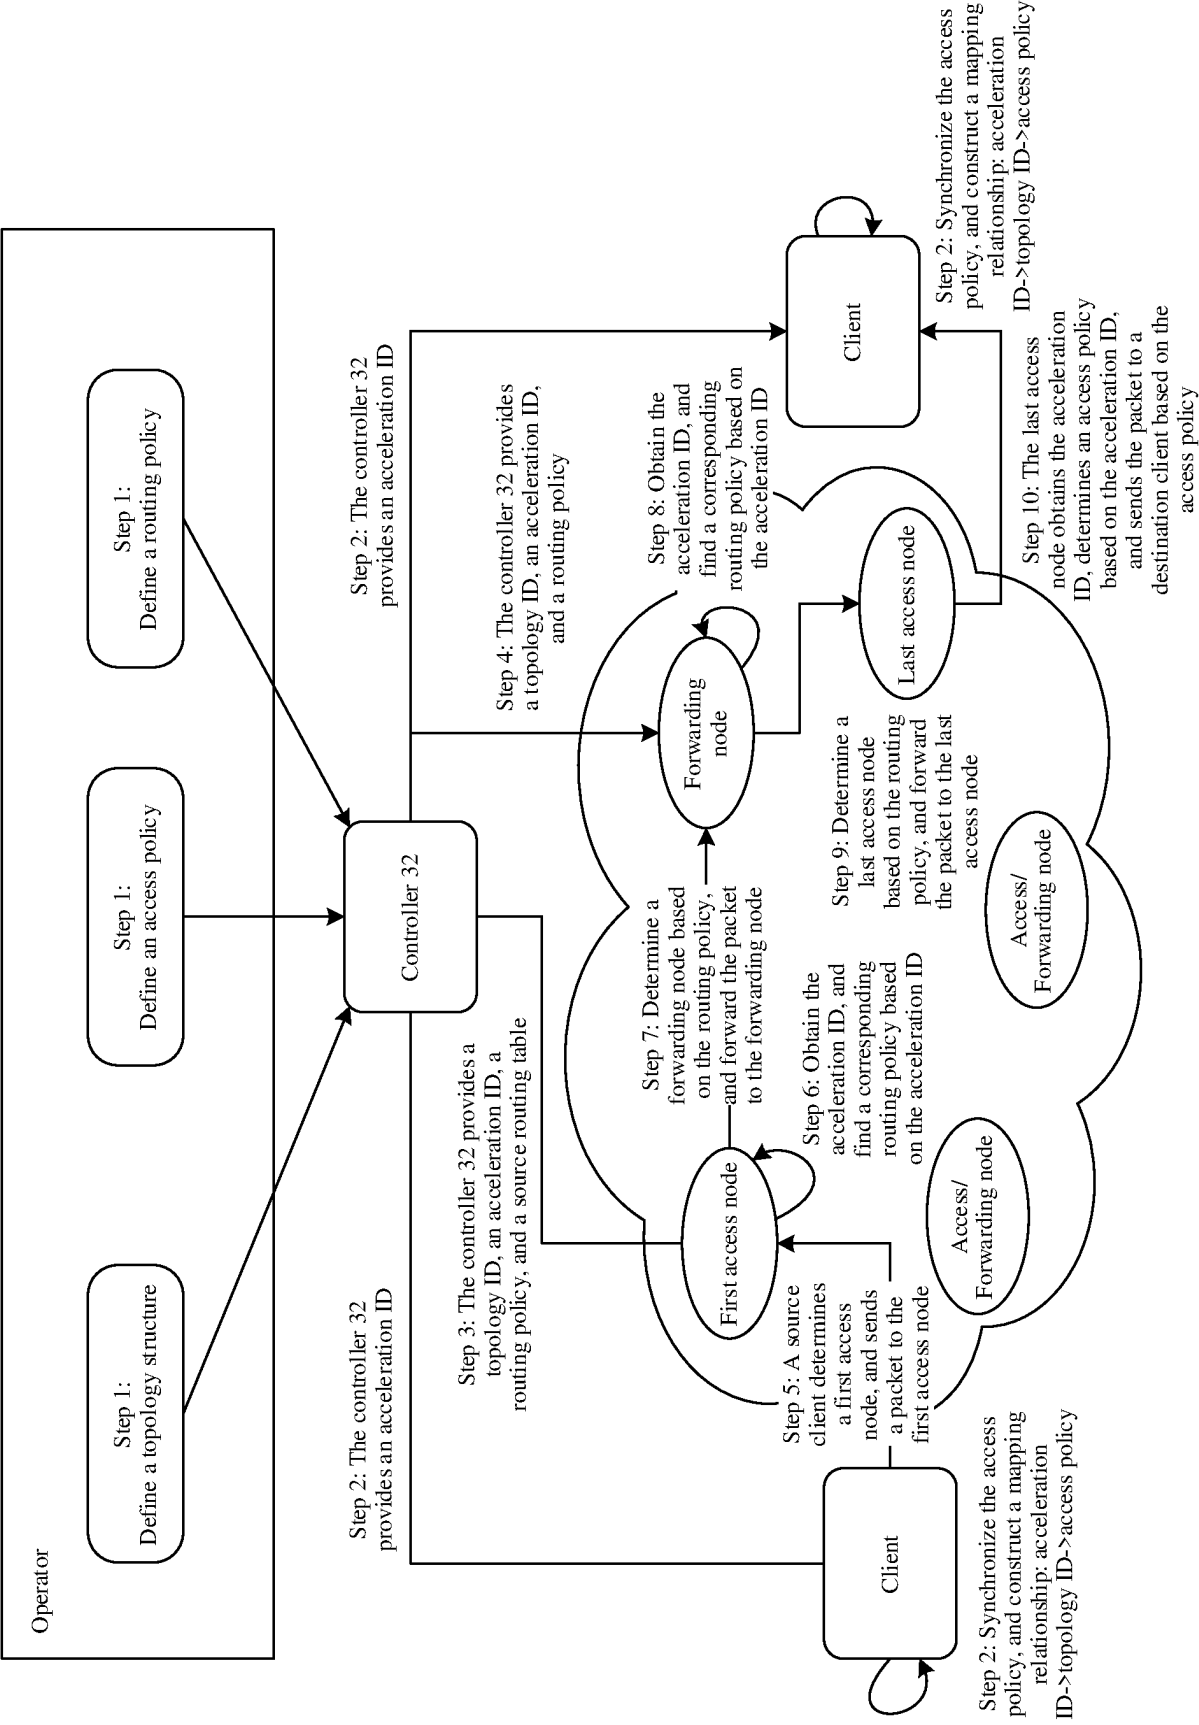 Operator
Step 1:
Define a topology structure
Step 1:
Define an access policy
Step 1:
Define a routing policy
Step 2: The controller 32
provides an acceleration ID
Controller 32
Step 2: The controller 32
provides an acceleration ID
Step 3: The controller 32 provides a
topology ID, an acceleration ID, a
routing policy, and a source routing table
Step 4: The controller 32 provides
a topology ID, an acceleration ID,
and a routing policy
Step 7: Determine a
forwarding node based
on the routing policy,
and forward the packet
to the forwarding node
Step 8: Obtain the
acceleration ID, and
find a corresponding
routing policy based on
the acceleration ID
First access node
Forwarding
node
Step 5: A source
client determines
a first access
node, and sends
a packet to the
first access node
Step 6: Obtain the
acceleration ID, and
find a corresponding
routing policy based
on the acceleration ID
Step 9: Determine a
last access node
based on the routing
policy, and forward
the packet to the last
access node
Last access node
Client
Client
Access/
Forwarding node
Access/
Forwarding node
Step 2: Synchronize the access
policy, and construct a mapping
relationship: acceleration
ID->topology ID->access policy
Step 10: The last access
node obtains the acceleration
ID, determines an access policy
based on the acceleration ID,
and sends the packet to a
destination client based on the
access policy
Step 2: Synchronize the access
policy, and construct a mapping
relationship: acceleration
ID->topology ID->access policy